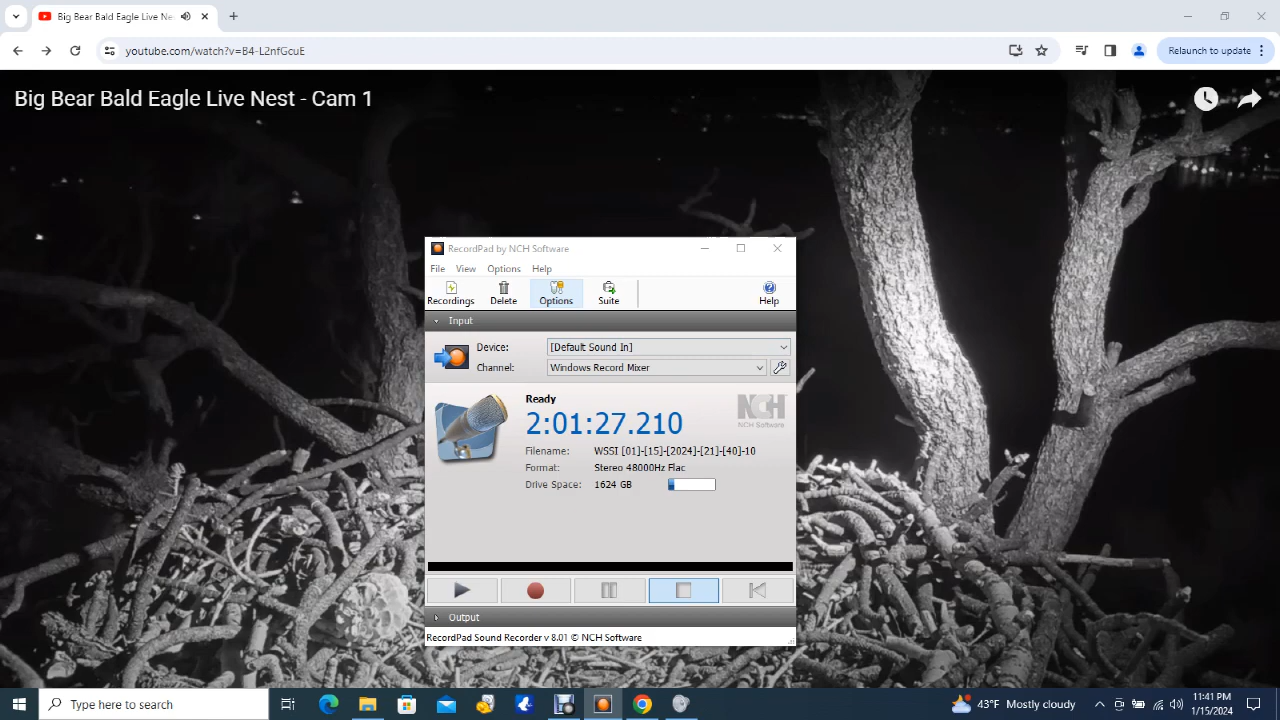 Big Bear Bald Eagle Live Ne
youtube.com/watch?v=B4-L2nfGcuE
Relaunch to update
Big Bear Bald Eagle Live Nest - Cam 1
RecordPad by NCH Software
File View Options Help
Recordings Delete Options Suite Help
Input
Device: [Default Sound In]
Channel: Windows Record Mixer
Ready
2:01:27.210
NCH
NCH Software
Filename: WSSI [01]-[15]-[2024]-[21]-[40]-10
Format: Stereo 48000Hz Flac
Drive Space: 1624 GB
Output
RecordPad Sound Recorder v 8.01 © NCH Software
Type here to search
43°F Mostly cloudy
11:41 PM
1/15/2024